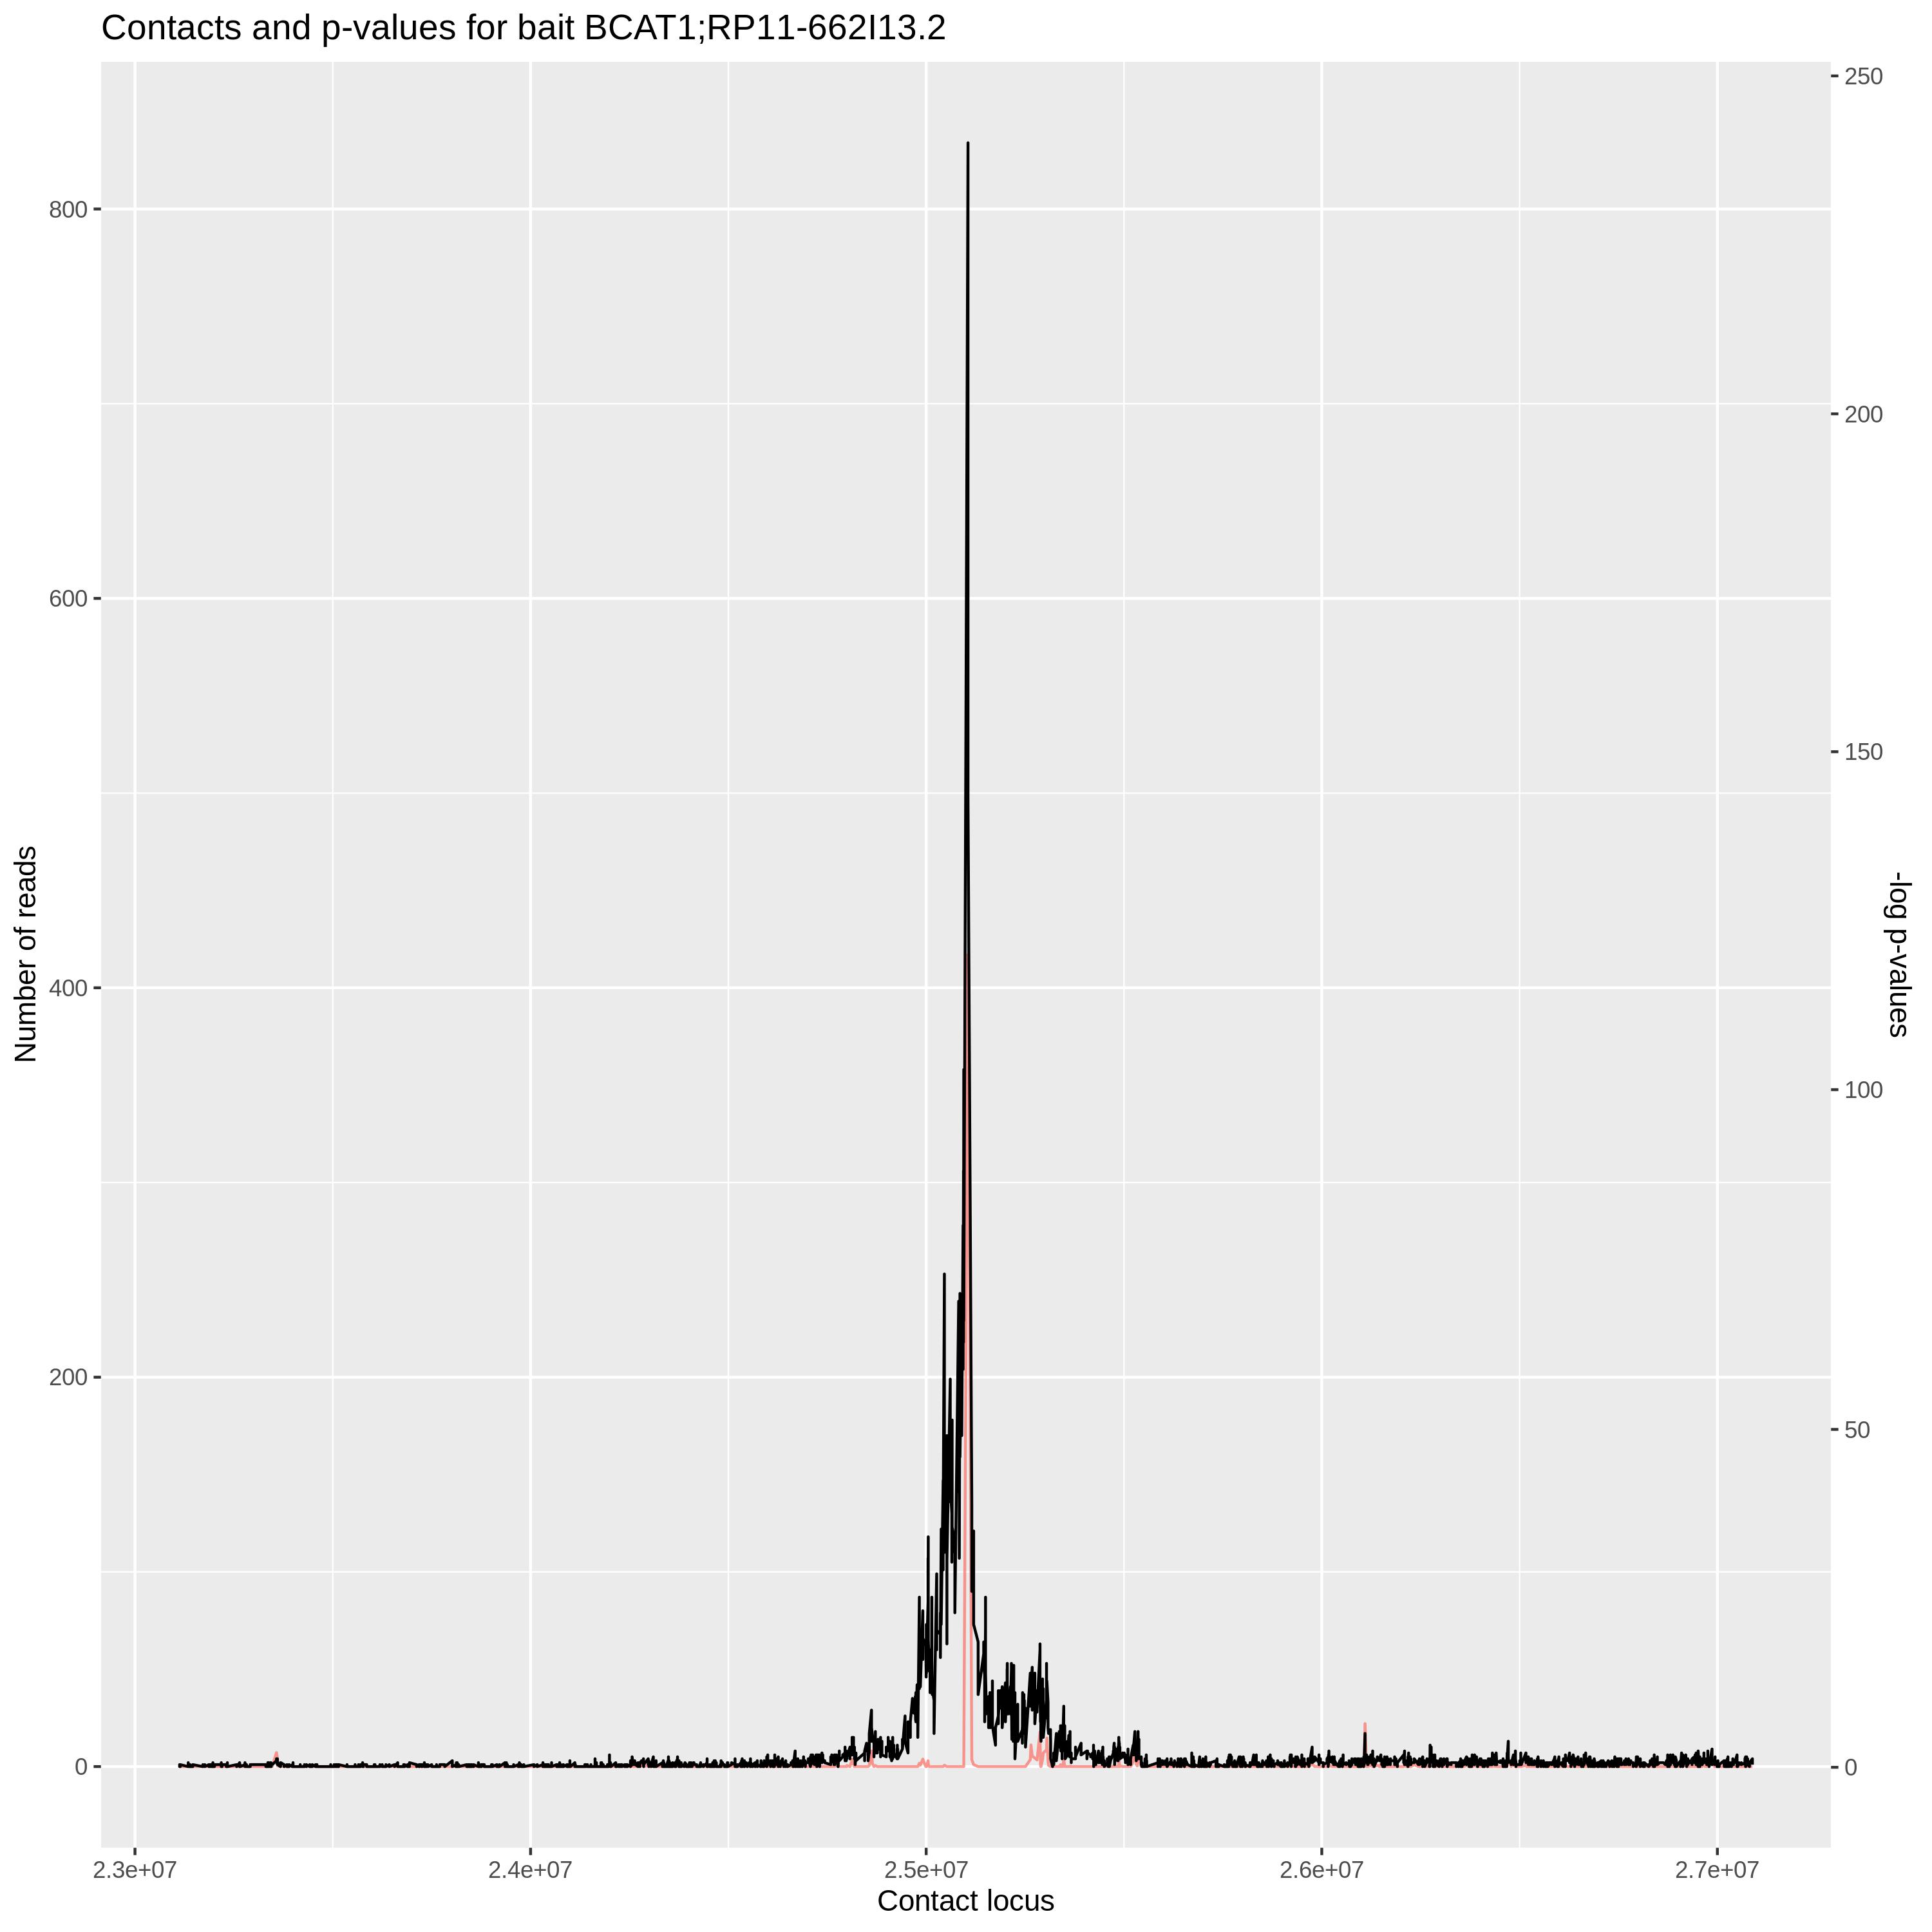 Contacts and p-values for bait BCAT1;RP11-662I13.2
250
800
200
600
150
Number of reads
-log p-values
400
100
200
50
0
0
2.3e+07
2.4e+07
2.5e+07
2.6e+07
2.7e+07
Contact locus